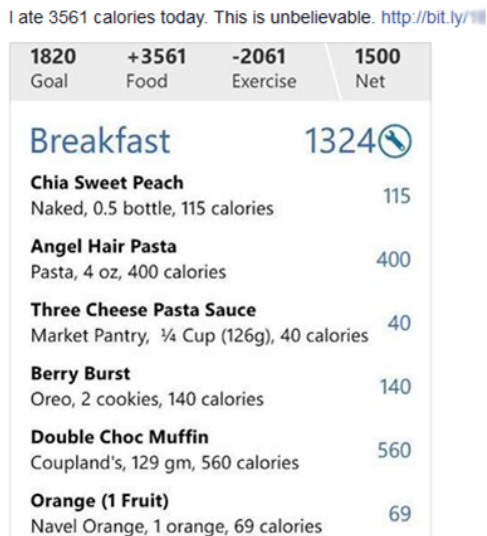 I ate 3561 calories today. This is unbelievable. http://bit.ly/
1820 +3561 -2061 1500
Goal Food Exercise Net
Breakfast 1324
Chia Sweet Peach
Naked, 0.5 bottle, 115 calories 115
Angel Hair Pasta
Pasta, 4 oz, 400 calories 400
Three Cheese Pasta Sauce
Market Pantry, ¼ Cup (126g), 40 calories 40
Berry Burst
Oreo, 2 cookies, 140 calories 140
Double Choc Muffin
Coupland's, 129 gm, 560 calories 560
Orange (1 Fruit)
Navel Orange, 1 orange, 69 calories 69